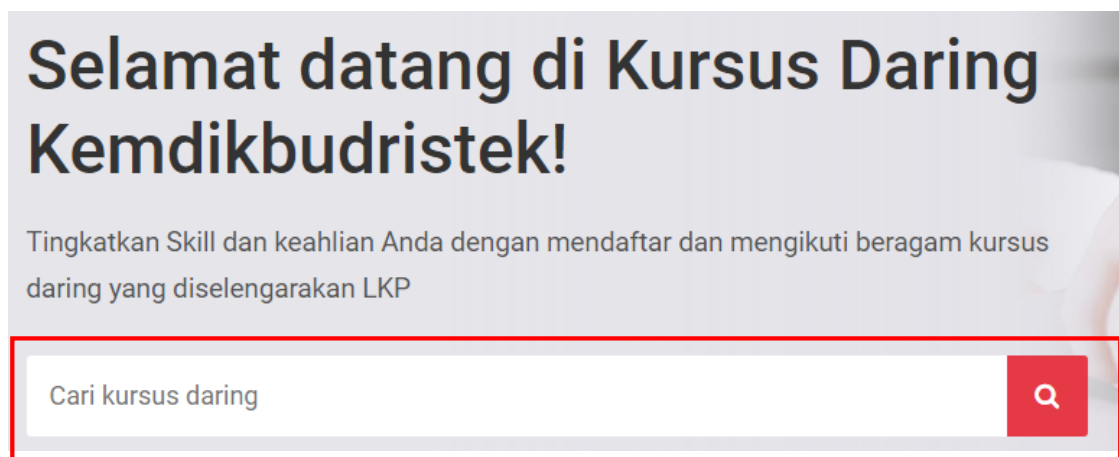 Selamat datang di Kursus Daring
Kemdikbudristek!
Tingkatkan Skill dan keahlian Anda dengan mendaftar dan mengikuti beragam kursus
daring yang diselengarakan LKP
Cari kursus daring